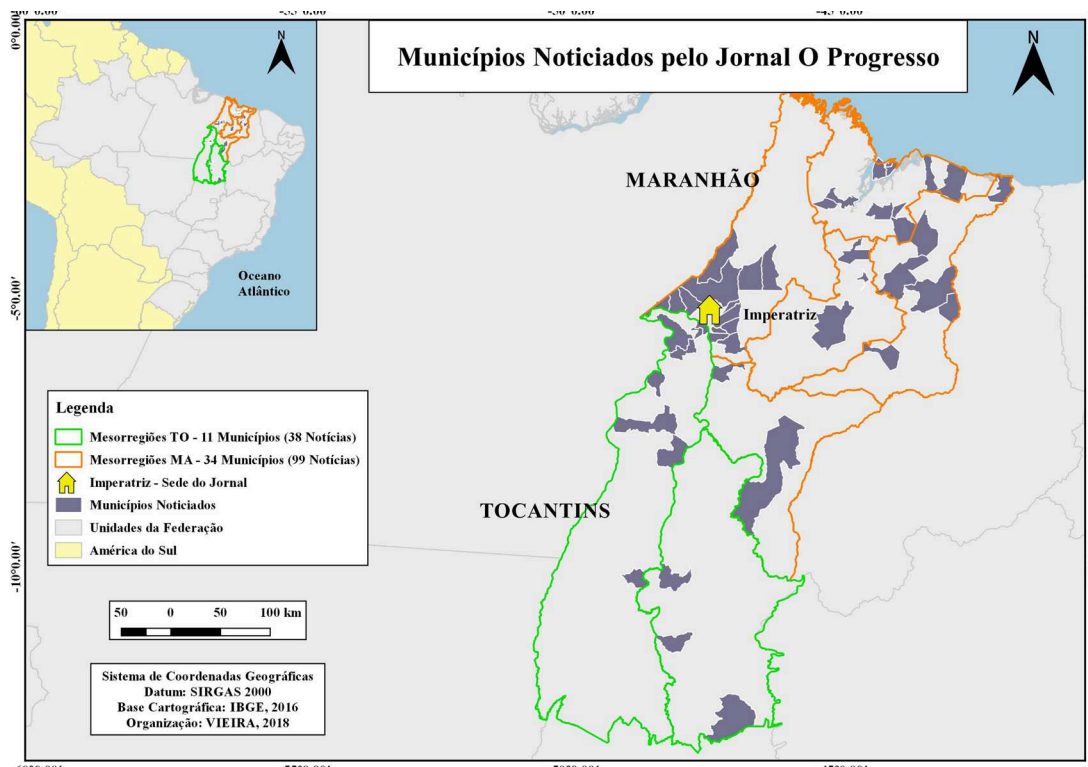 Municípios Noticiados pelo Jornal O Progresso
N
N
0°0.00'
-5°0.00'
-10°0.00'
Oceano
Atlântico
MARANHÃO
Imperatriz
TOCANTINS
Legenda
Mesorregiões TO - 11 Municípios (38 Notícias)
Mesorregiões MA - 34 Municípios (99 Notícias)
Imperatriz - Sede do Jornal
Municípios Noticiados
Unidades da Federação
América do Sul
50 0 50 100 km
Sistema de Coordenadas Geográficas
Datum: SIRGAS 2000
Base Cartográfica: IBGE, 2016
Organização: VIEIRA, 2018